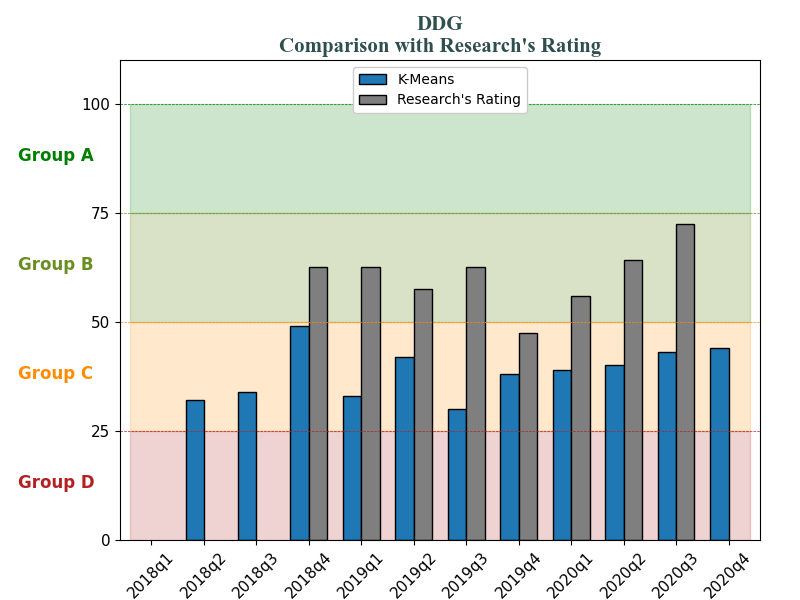 DDG
Comparison with Research's Rating
K-Means
Research's Rating
100
Group A
75
Group B
50
Group C
25
Group D
0
2018q1
2018q2
2018q3
2018q4
2019q1
2019q2
2019q3
2019q4
2020q1
2020q2
2020q3
2020q4